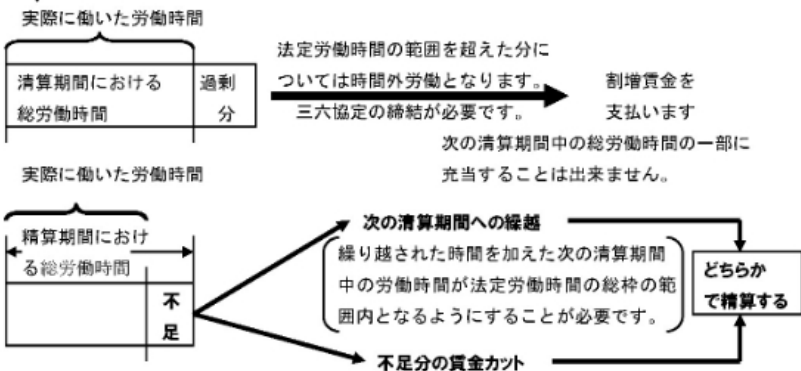 実際に働いた労働時間
清算期間における
総労働時間
過剰
分
法定労働時間の範囲を超えた分に
ついては時間外労働となります。
三六協定の締結が必要です。
割増賃金を
支払います
次の清算期間中の総労働時間の一部に
充当することは出来ません。
実際に働いた労働時間
精算期間におけ
る総労働時間
不
足
次の清算期間への繰越
繰り越された時間を加えた次の清算期間
中の労働時間が法定労働時間の総枠の範
囲内となるようにすることが必要です。
不足分の賃金カット
どちらか
で精算する